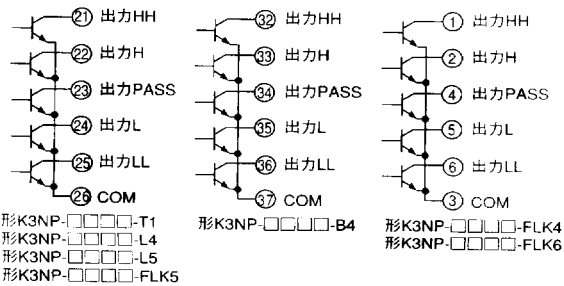 ㉑ 出力HH
㉒ 出力H
㉓ 出力PASS
㉔ 出力L
㉕ 出力LL
㉖ COM
形K3NP-□□□□-T1
形K3NP-□□□□-L4
形K3NP-□□□□-L5
形K3NP-□□□□-FLK5
㉜ 出力HH
㉝ 出力H
㉞ 出力PASS
㉟ 出力L
㊱ 出力LL
㊲ COM
形K3NP-□□□□-B4
① 出力HH
② 出力H
④ 出力PASS
⑤ 出力L
⑥ 出力LL
③ COM
形K3NP-□□□□-FLK4
形K3NP-□□□□-FLK6